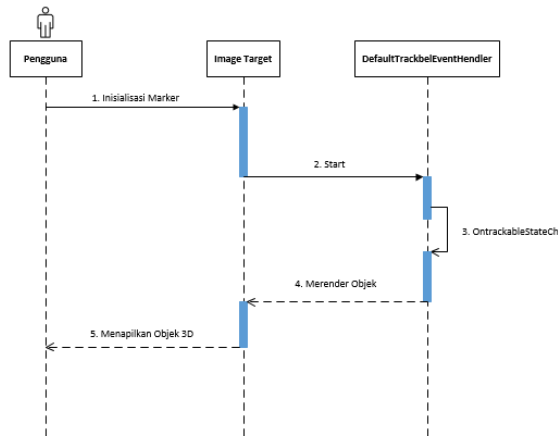 Pengguna
Image Target
DefaultTrackbelEventHendler
1. Inisialisasi Marker
2. Start
3. OntrackableStateCh
4. Merender Objek
5. Menapilkan Objek 3D